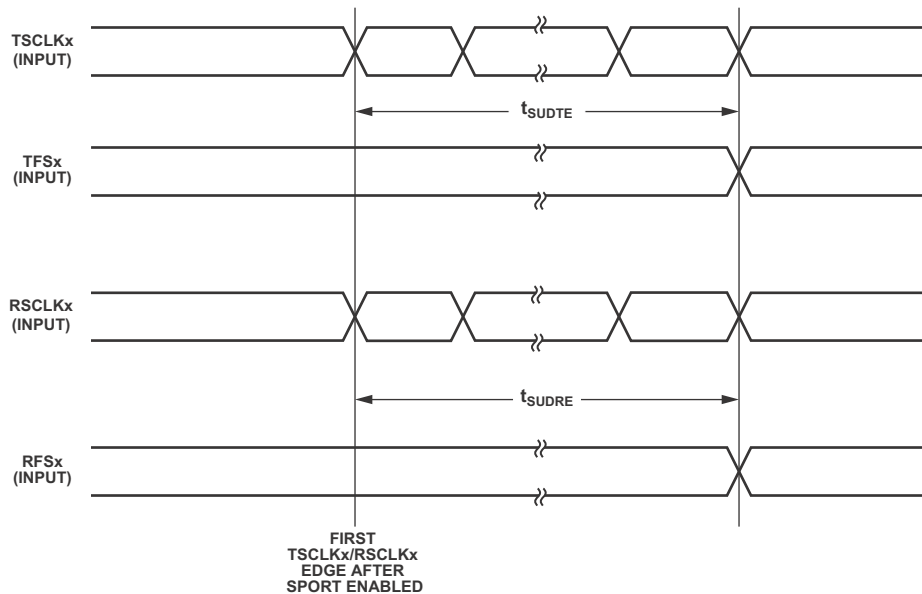 TSCLKx
(INPUT)
tSUDTE
TFSx
(INPUT)
RSCLKx
(INPUT)
tSUDRE
RFSx
(INPUT)
FIRST
TSCLKx/RSCLKx
EDGE AFTER
SPORT ENABLED